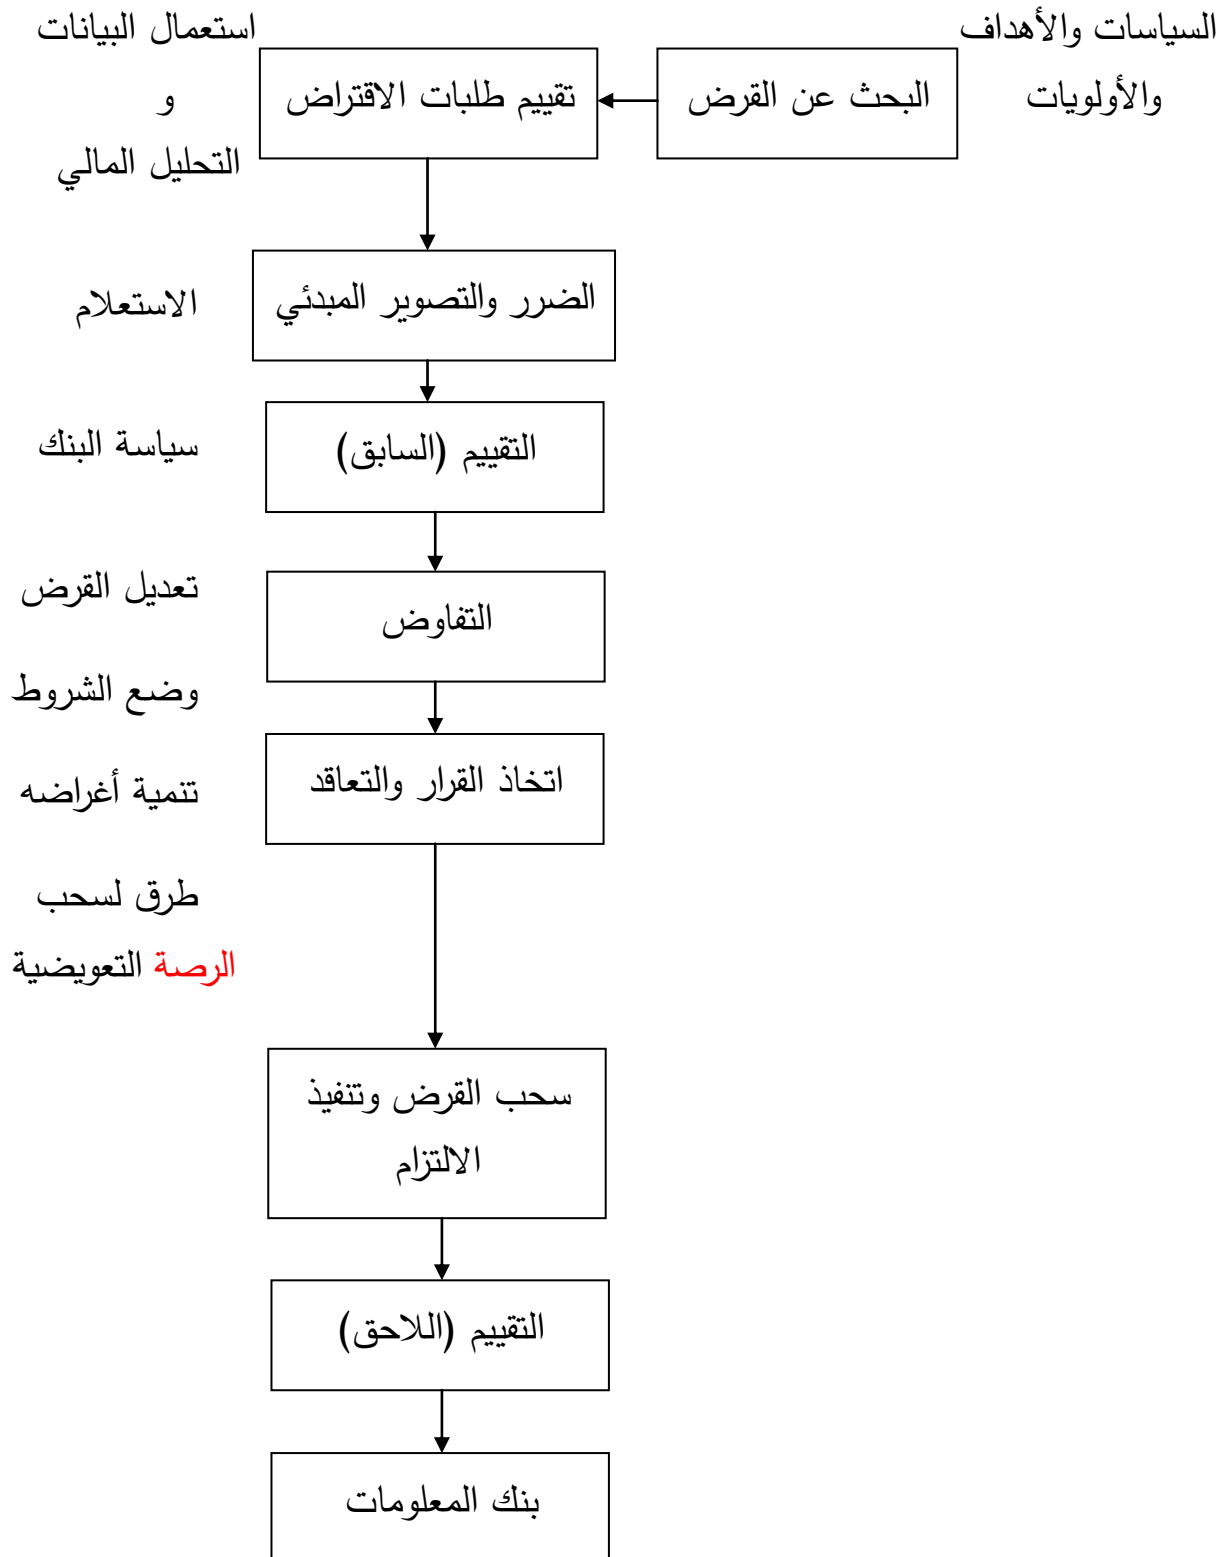 السياسات والأهداف
والأولويات
البحث عن القرض
تقييم طلبات الاقتراض
استعمال البيانات
و
التحليل المالي
الضرر والتصوير المبدئي
الاستعلام
التقييم (السابق)
سياسة البنك
التفاوض
تعديل القرض
وضع الشروط
اتخاذ القرار والتعاقد
تنمية أغراضه
طرق لسحب
الرصة التعويضية
سحب القرض وتنفيذ
الالتزام
التقييم (اللاحق)
بنك المعلومات